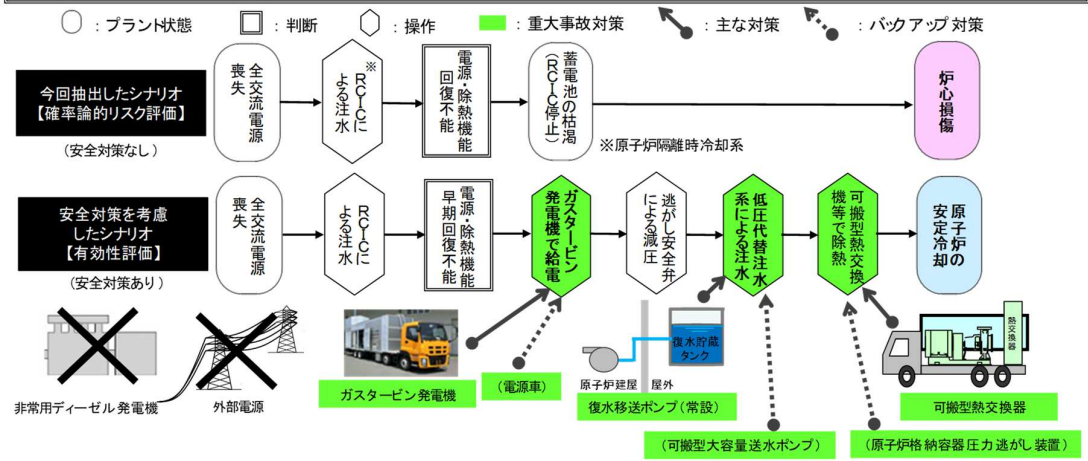 ：プラント状態
：判断
：操作
：重大事故対策
：主な対策
：バックアップ対策
今回抽出したシナリオ
【確率論的リスク評価】
（安全対策なし）
全交流電源
喪失
※
RCICに
よる注水
電源・除熱機能
回復不能
蓄電池の枯渇
（RCIC停止）
※原子炉隔離時冷却系
炉心損傷
安全対策を考慮
したシナリオ
【有効性評価】
（安全対策あり）
全交流電源
喪失
RCICに
よる注水
電源・除熱機能
早期回復不能
ガスタービン
発電機で給電
逃がし安全弁
による減圧
低圧代替注水
系による注水
可搬型熱交換
機等で除熱
原子炉の
安定冷却
非常用ディーゼル発電機
外部電源
ガスタービン発電機
（電源車）
復水貯蔵
タンク
原子炉建屋
屋外
復水移送ポンプ（常設）
（可搬型大容量送水ポンプ）
熱交換器
可搬型熱交換器
（原子炉格納容器圧力逃がし装置）